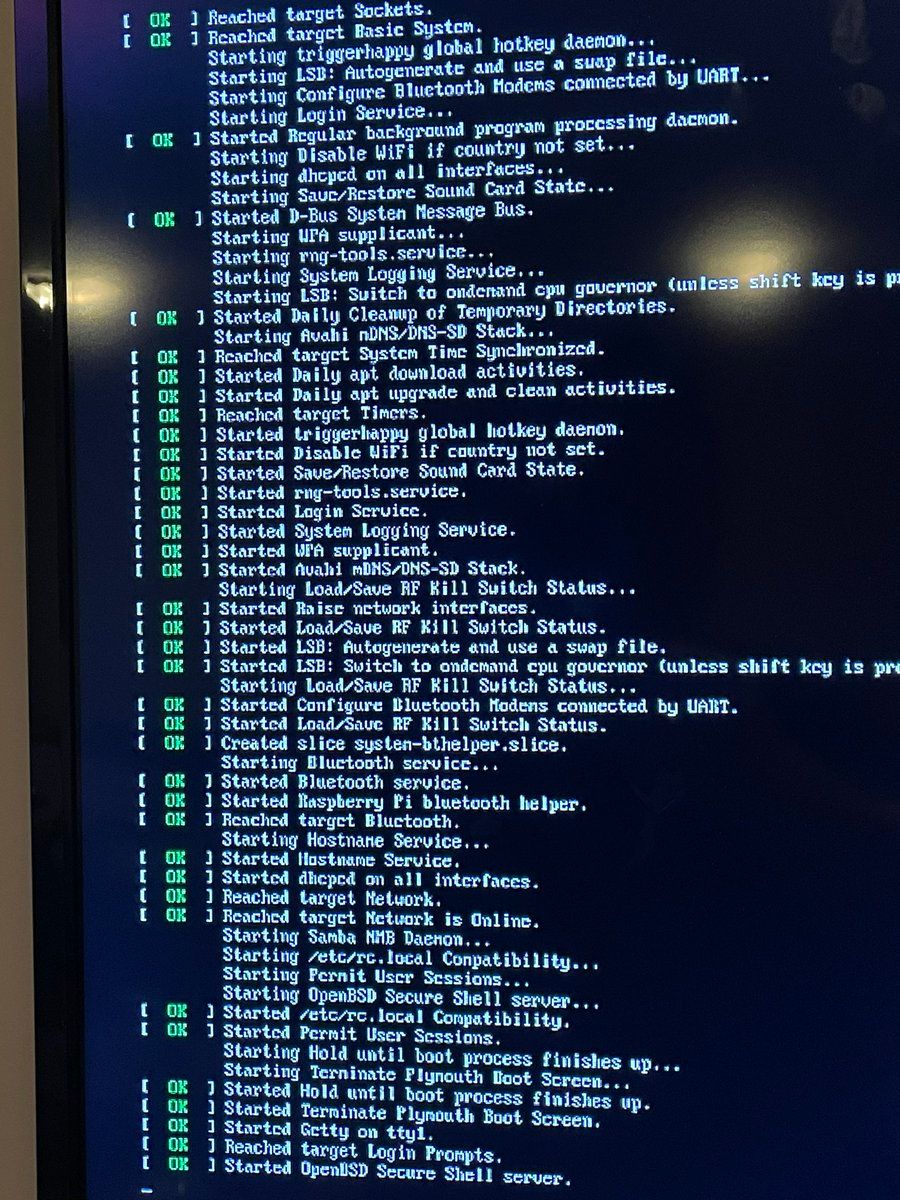 [ OK ] Reached target Sockets.
[ OK ] Reached target Basic System.
Starting triggerhappy global hotkey daemon...
Starting LSB: Autogenerate and use a swap file...
Starting Configure Bluetooth Modems connected by UART...
Starting Login Service...
[ OK ] Started Regular background program processing daemon.
Starting Disable WiFi if country not set...
Starting dhcpcd on all interfaces...
Starting Save/Restore Sound Card State...
[ OK ] Started D-Bus System Message Bus.
Starting WPA supplicant...
Starting rng-tools.service...
Starting System Logging Service...
Starting LSB: Switch to ondemand cpu governor (unless shift key is pr
[ OK ] Started Daily Cleanup of Temporary Directories.
Starting Avahi mDNS/DNS-SD Stack...
[ OK ] Reached target System Time Synchronized.
[ OK ] Started Daily apt download activities.
[ OK ] Started Daily apt upgrade and clean activities.
[ OK ] Reached target Timers.
[ OK ] Started triggerhappy global hotkey daemon.
[ OK ] Started Disable WiFi if country not set.
[ OK ] Started Save/Restore Sound Card State.
[ OK ] Started rng-tools.service.
[ OK ] Started Login Service.
[ OK ] Started System Logging Service.
[ OK ] Started WPA supplicant.
[ OK ] Started Avahi mDNS/DNS-SD Stack.
Starting Load/Save RF Kill Switch Status...
[ OK ] Started Raise network interfaces.
[ OK ] Started Load/Save RF Kill Switch Status.
[ OK ] Started LSB: Autogenerate and use a swap file.
[ OK ] Started LSB: Switch to ondemand cpu governor (unless shift key is pre
Starting Load/Save RF Kill Switch Status...
[ OK ] Started Configure Bluetooth Modems connected by UART.
[ OK ] Started Load/Save RF Kill Switch Status.
[ OK ] Created slice system-bthelper.slice.
Starting Bluetooth service...
[ OK ] Started Bluetooth service.
[ OK ] Started Raspberry Pi bluetooth helper.
[ OK ] Reached target Bluetooth.
Starting Hostname Service...
[ OK ] Started Hostname Service.
[ OK ] Started dhcpcd on all interfaces.
[ OK ] Reached target Network.
[ OK ] Reached target Network is Online.
Starting Samba NMB Daemon...
Starting /etc/rc.local Compatibility...
Starting Permit User Sessions...
Starting OpenBSD Secure Shell server...
[ OK ] Started /etc/rc.local Compatibility.
[ OK ] Started Permit User Sessions.
Starting Hold until boot process finishes up...
Starting Terminate Plymouth Boot Screen...
[ OK ] Started Hold until boot process finishes up.
[ OK ] Started Terminate Plymouth Boot Screen.
[ OK ] Started Getty on tty1.
[ OK ] Reached target Login Prompts.
[ OK ] Started OpenBSD Secure Shell server.